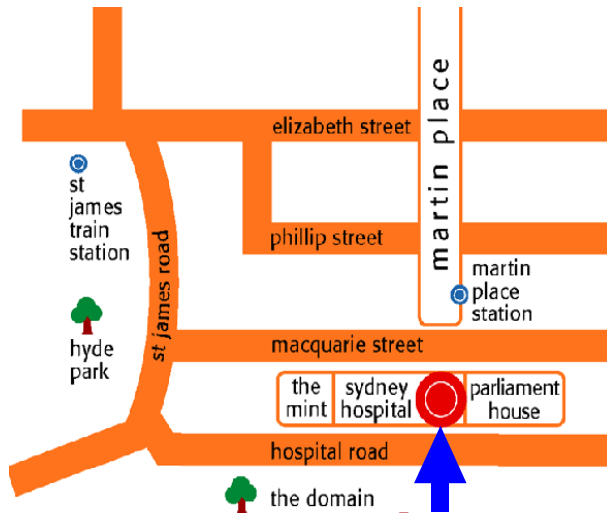 elizabeth street
martin place
st
james
train
station
st james road
phillip street
martin
place
station
hyde
park
macquarie street
the
mint
sydney
hospital
parliament
house
hospital road
the domain